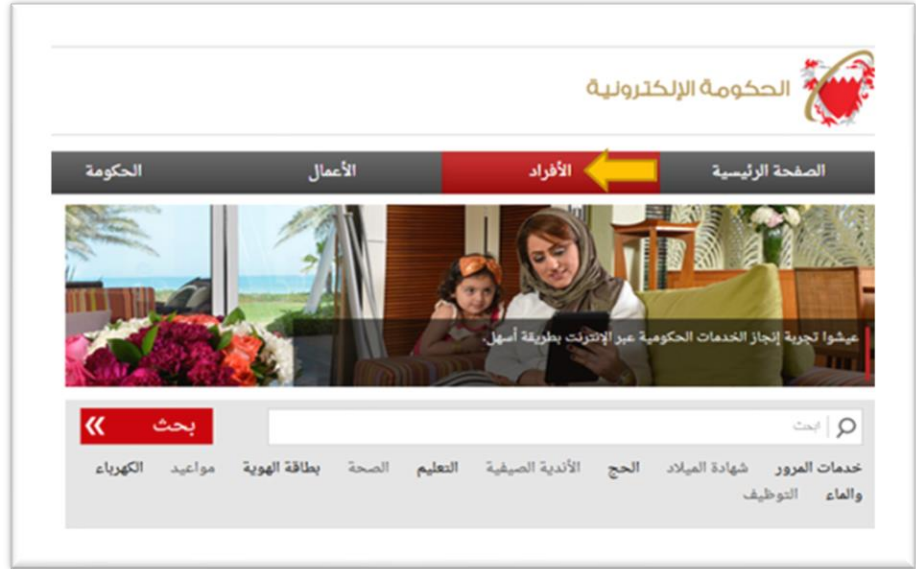 الحكومة الإلكترونية
الصفحة الرئيسية الأفراد الأعمال الحكومة
عيشوا تجربة إنجاز الخدمات الحكومية عبر الإنترنت بطريقة أسهل.
ابحث بحث
خدمات المرور شهادة الميلاد الحج الأندية الصيفية التعليم الصحة بطاقة الهوية مواعيد الكهرباء
والماء التوظيف